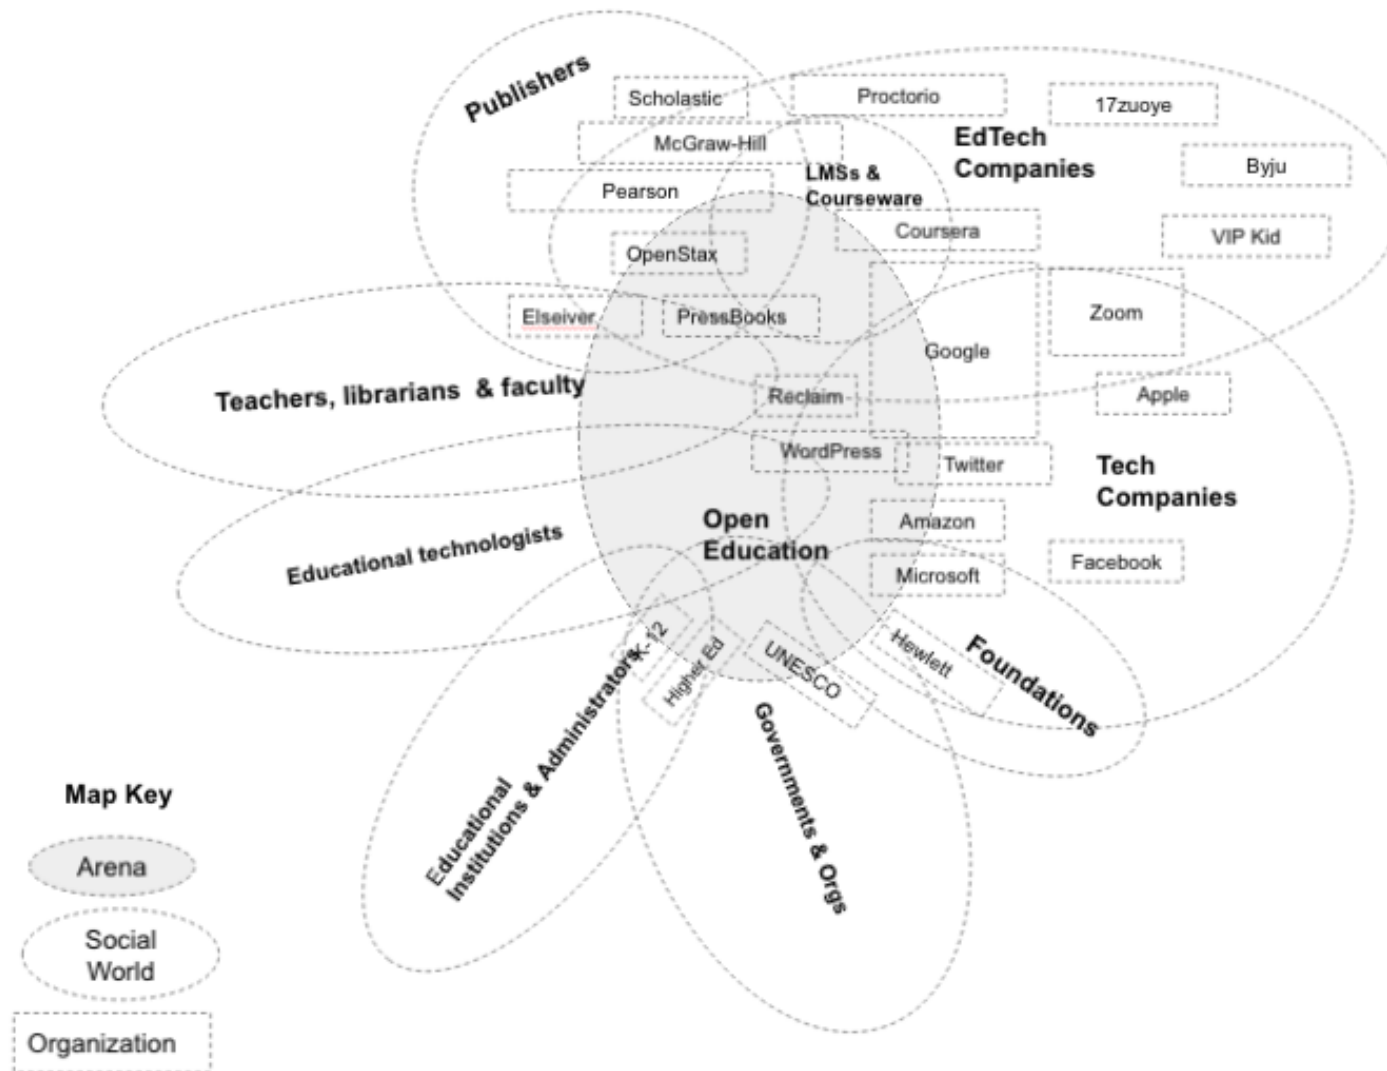 Publishers
Scholastic
Proctorio
17zuoye
McGraw-Hill
EdTech
Companies
Byju
LMSs &
Courseware
Pearson
Coursera
VIP Kid
OpenStax
Elseiver
PressBooks
Zoom
Google
Teachers, librarians & faculty
Reclaim
Apple
WordPress
Twitter
Tech
Companies
Open
Education
Amazon
Educational technologists
Microsoft
Facebook
K-12
Higher Ed
UNESCO
Hewlett
Foundations
Educational
Institutions & Administrators
Governments & Orgs
Map Key
Arena
Social
World
Organization